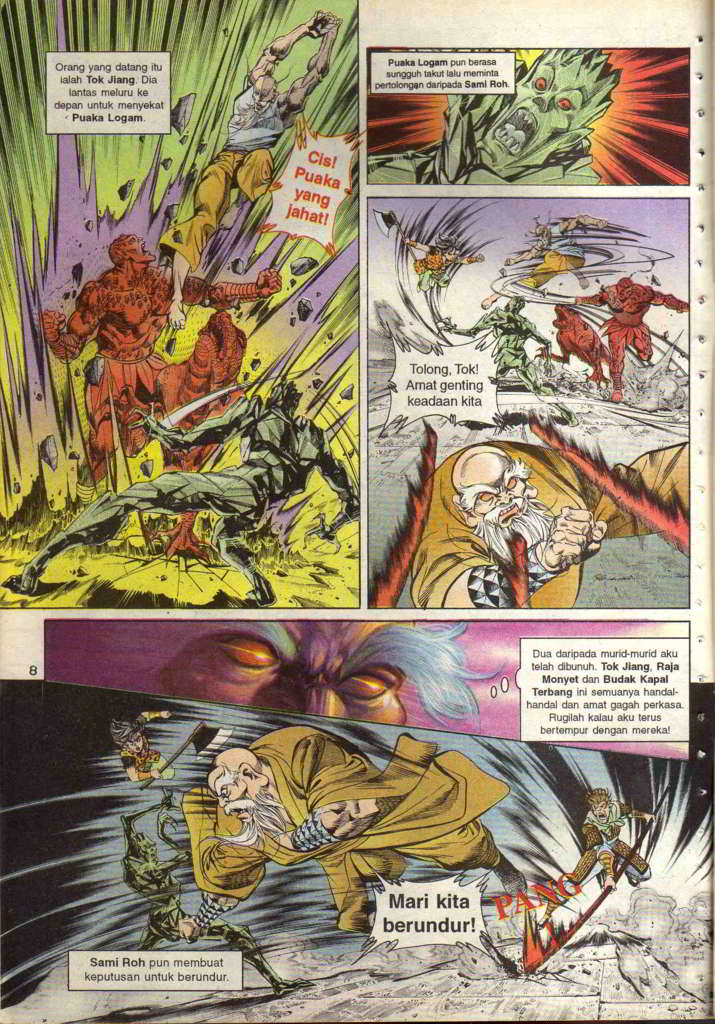 Orang yang datang itu
ialah Tok Jiang. Dia
lantas meluru ke
depan untuk menyekat
Puaka Logam.
Cis!
Puaka
yang
jahat!
Puaka Logam pun berasa
sungguh takut lalu meminta
pertolongan daripada Sami Roh.
Tolong, Tok!
Amat genting
keadaan kita
8
Dua daripada murid-murid aku
telah dibunuh. Tok Jiang, Raja
Monyet dan Budak Kapal
Terbang ini semuanya handal-
handal dan amat gagah perkasa.
Rugilah kalau aku terus
bertempur dengan mereka!
Mari kita
berundur!
PANG
Sami Roh pun membuat
keputusan untuk berundur.